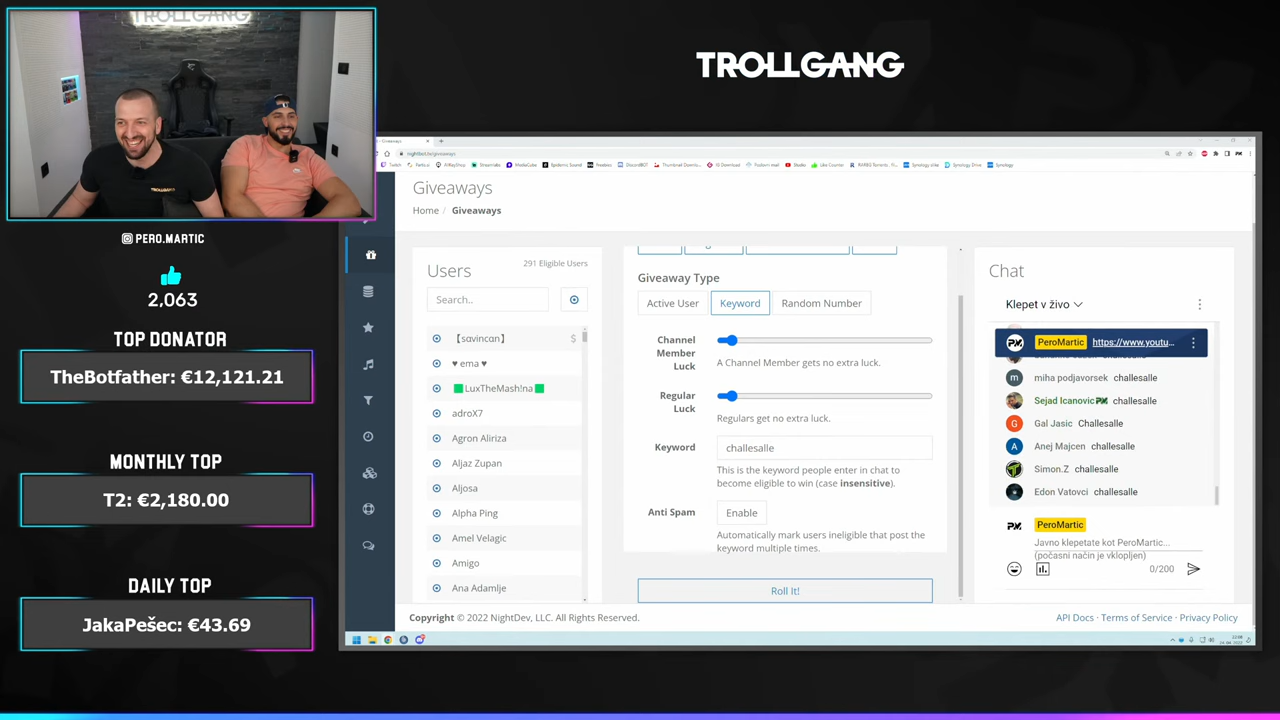 TROLLGANG
TROLLGANG
PERO.MARTIC
2,063
TOP DONATOR
TheBotfather: €12,121.21
MONTHLY TOP
T2: €2,180.00
DAILY TOP
JakaPešec: €43.69
Giveaways
nightbot.tv/giveaways
Giveaways
Home / Giveaways
Users
291 Eligible Users
Search..
【sαvincαn】 $
♥ ema ♥
LuxTheMash!na
adroX7
Agron Aliriza
Aljaz Zupan
Aljosa
Alpha Ping
Amel Velagic
Amigo
Ana Adamlje
Giveaway Type
Active User
Keyword
Random Number
Channel Member Luck
A Channel Member gets no extra luck.
Regular Luck
Regulars get no extra luck.
Keyword
challesalle
This is the keyword people enter in chat to
become eligible to win (case insensitive).
Anti Spam
Enable
Automatically mark users ineligible that post the
keyword multiple times.
Roll It!
Chat
Klepet v živo
PeroMartic https://www.youtu...
miha podjavorsek challesalle
Sejad Icanovic challesalle
Gal Jasic Challesalle
Anej Majcen challesalle
Simon.Z challesalle
Edon Vatovci challesalle
PeroMartic
Javno klepetate kot PeroMartic...
(počasni način je vklopljen)
0/200
Copyright © 2022 NightDev, LLC. All Rights Reserved.
API Docs · Terms of Service · Privacy Policy